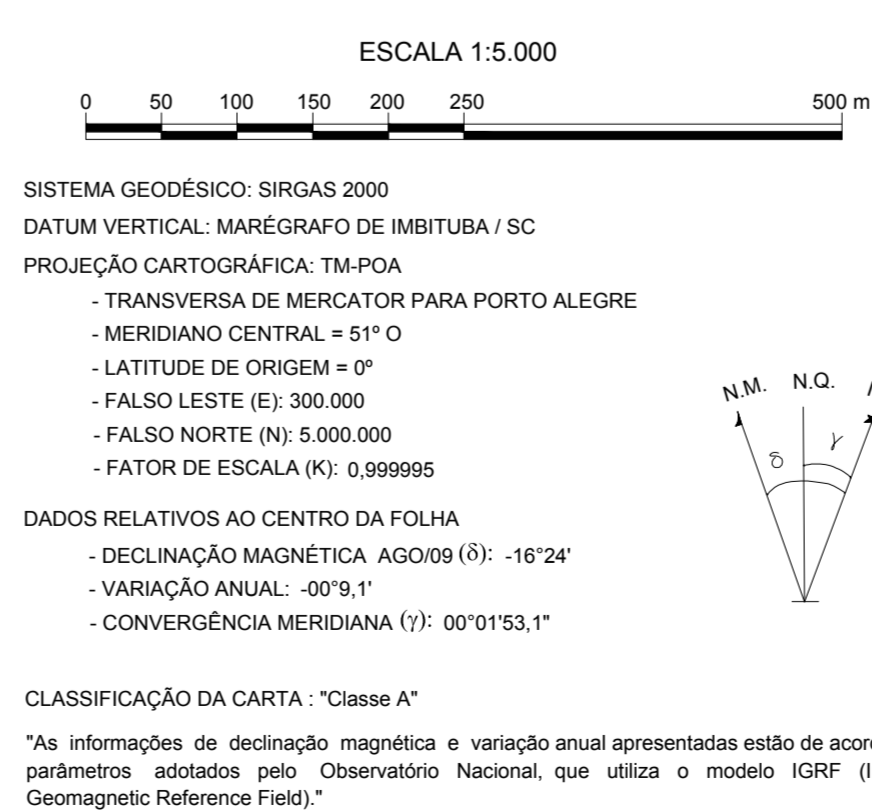 ESCALA 1:5.000
0 50 100 150 200 250 500 m
SISTEMA GEODÉSICO: SIRGAS 2000
DATUM VERTICAL: MARÉGRAFO DE IMBITUBA / SC
PROJEÇÃO CARTOGRÁFICA: TM-POA
- TRANSVERSA DE MERCATOR PARA PORTO ALEGRE
- MERIDIANO CENTRAL = 51º O
- LATITUDE DE ORIGEM = 0º
- FALSO LESTE (E): 300.000
- FALSO NORTE (N): 5.000.000
- FATOR DE ESCALA (K): 0,999995
N.M. N.Q.
δ γ
DADOS RELATIVOS AO CENTRO DA FOLHA
- DECLINAÇÃO MAGNÉTICA AGO/09 (δ): -16°24'
- VARIAÇÃO ANUAL: -00°9,1'
- CONVERGÊNCIA MERIDIANA (γ): 00°01'53,1"
CLASSIFICAÇÃO DA CARTA : "Classe A"
"As informações de declinação magnética e variação anual apresentadas estão de acor
parâmetros adotados pelo Observatório Nacional, que utiliza o modelo IGRF (I
Geomagnetic Reference Field)."